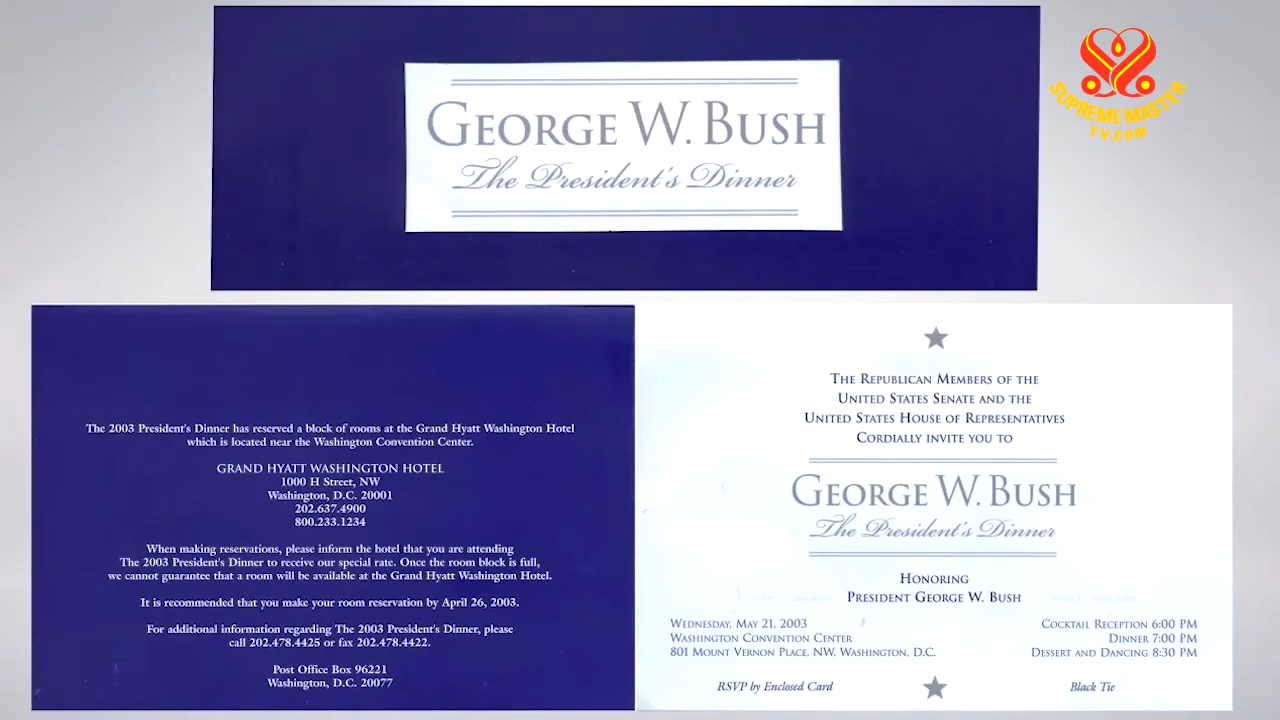 GEORGE W. BUSH
The President's Dinner
SUPREME MASTER
TV.com
The 2003 President's Dinner has reserved a block of rooms at the Grand Hyatt Washington Hotel
which is located near the Washington Convention Center.
GRAND HYATT WASHINGTON HOTEL
1000 H Street, NW
Washington, D.C. 20001
202.637.4900
800.233.1234
When making reservations, please inform the hotel that you are attending
The 2003 President's Dinner to receive our special rate. Once the room block is full,
we cannot guarantee that a room will be available at the Grand Hyatt Washington Hotel.
It is recommended that you make your room reservation by April 26, 2003.
For additional information regarding The 2003 President's Dinner, please
call 202.478.4425 or fax 202.478.4422.
Post Office Box 96221
Washington, D.C. 20077
THE REPUBLICAN MEMBERS OF THE
UNITED STATES SENATE AND THE
UNITED STATES HOUSE OF REPRESENTATIVES
CORDIALLY INVITE YOU TO
GEORGE W. BUSH
The President's Dinner
HONORING
PRESIDENT GEORGE W. BUSH
WEDNESDAY, MAY 21, 2003
WASHINGTON CONVENTION CENTER
801 MOUNT VERNON PLACE, NW, WASHINGTON, D.C.
COCKTAIL RECEPTION 6:00 PM
DINNER 7:00 PM
DESSERT AND DANCING 8:30 PM
RSVP by Enclosed Card
Black Tie